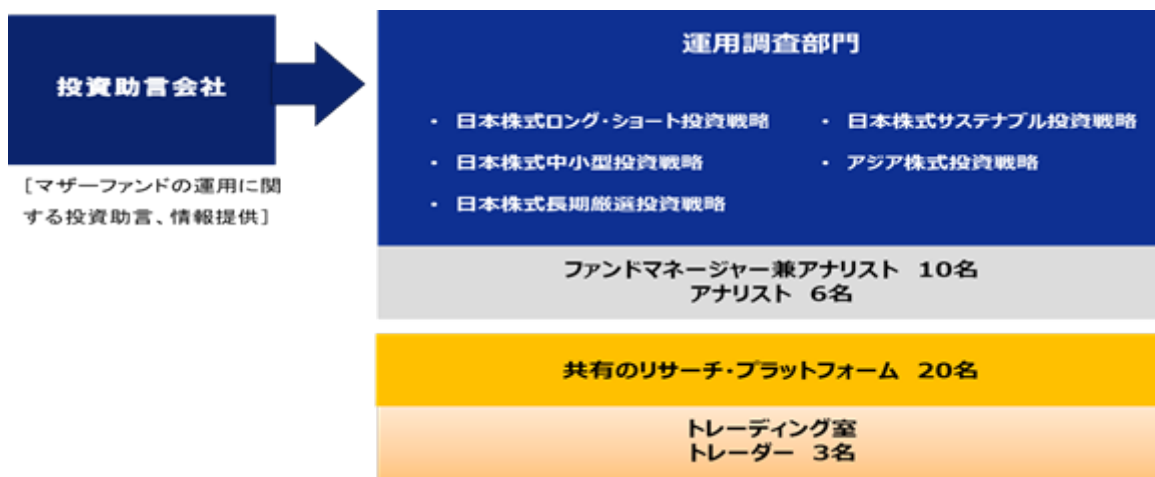 投資助言会社
[マザーファンドの運用に関
する投資助言、情報提供]
運用調査部門
・ 日本株式ロング・ショート投資戦略
・ 日本株式サステナブル投資戦略
・ 日本株式中小型投資戦略
・ アジア株式投資戦略
・ 日本株式長期厳選投資戦略
ファンドマネージャー兼アナリスト 10名
アナリスト 6名
共有のリサーチ・プラットフォーム 20名
トレーディング室
トレーダー 3名